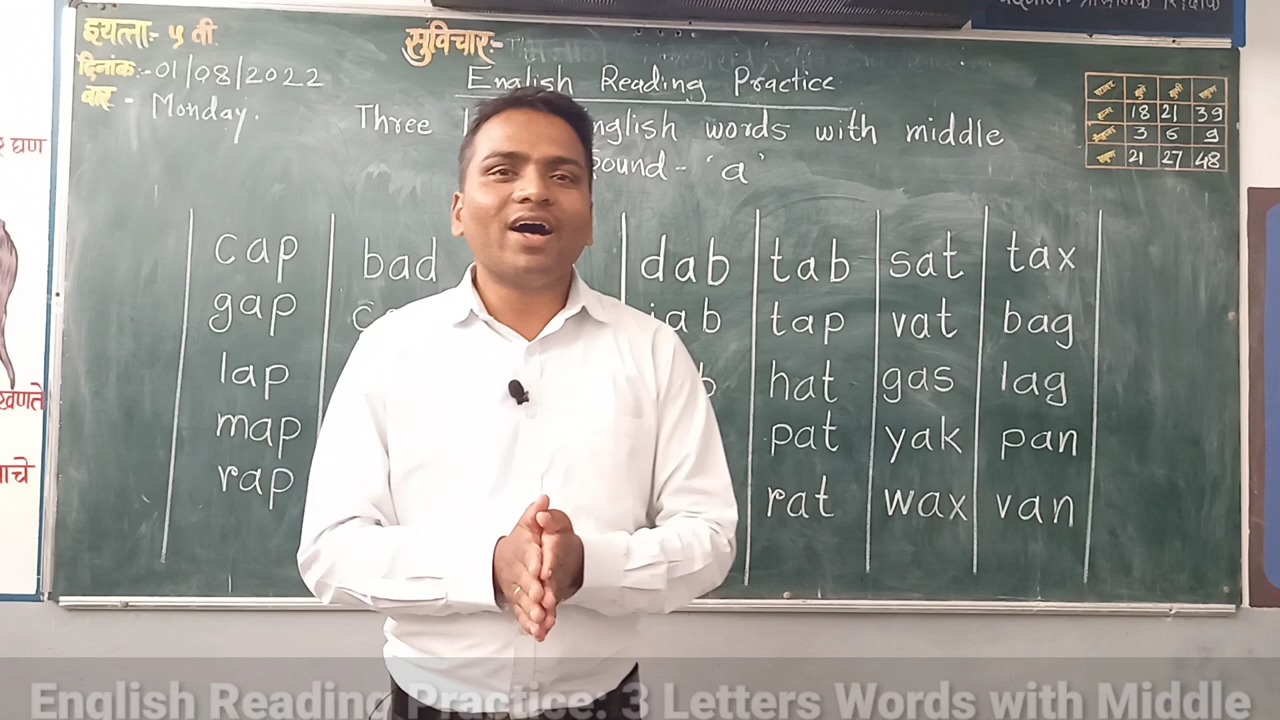 इयत्ता:- ५ वी
सुविचार:-
दिनांक:-01/08/2022
English Reading Practice
वार - Monday.
Three English words with middle
Sound - 'a'
18 21 39
3 6 9
21 27 48
घण
cap bad dab tab sat tax
gap jab tap vat bag
lap hat gas lag
map pat yak pan
rap rat wax van
English Reading Practice: 3 Letters Words with Middle